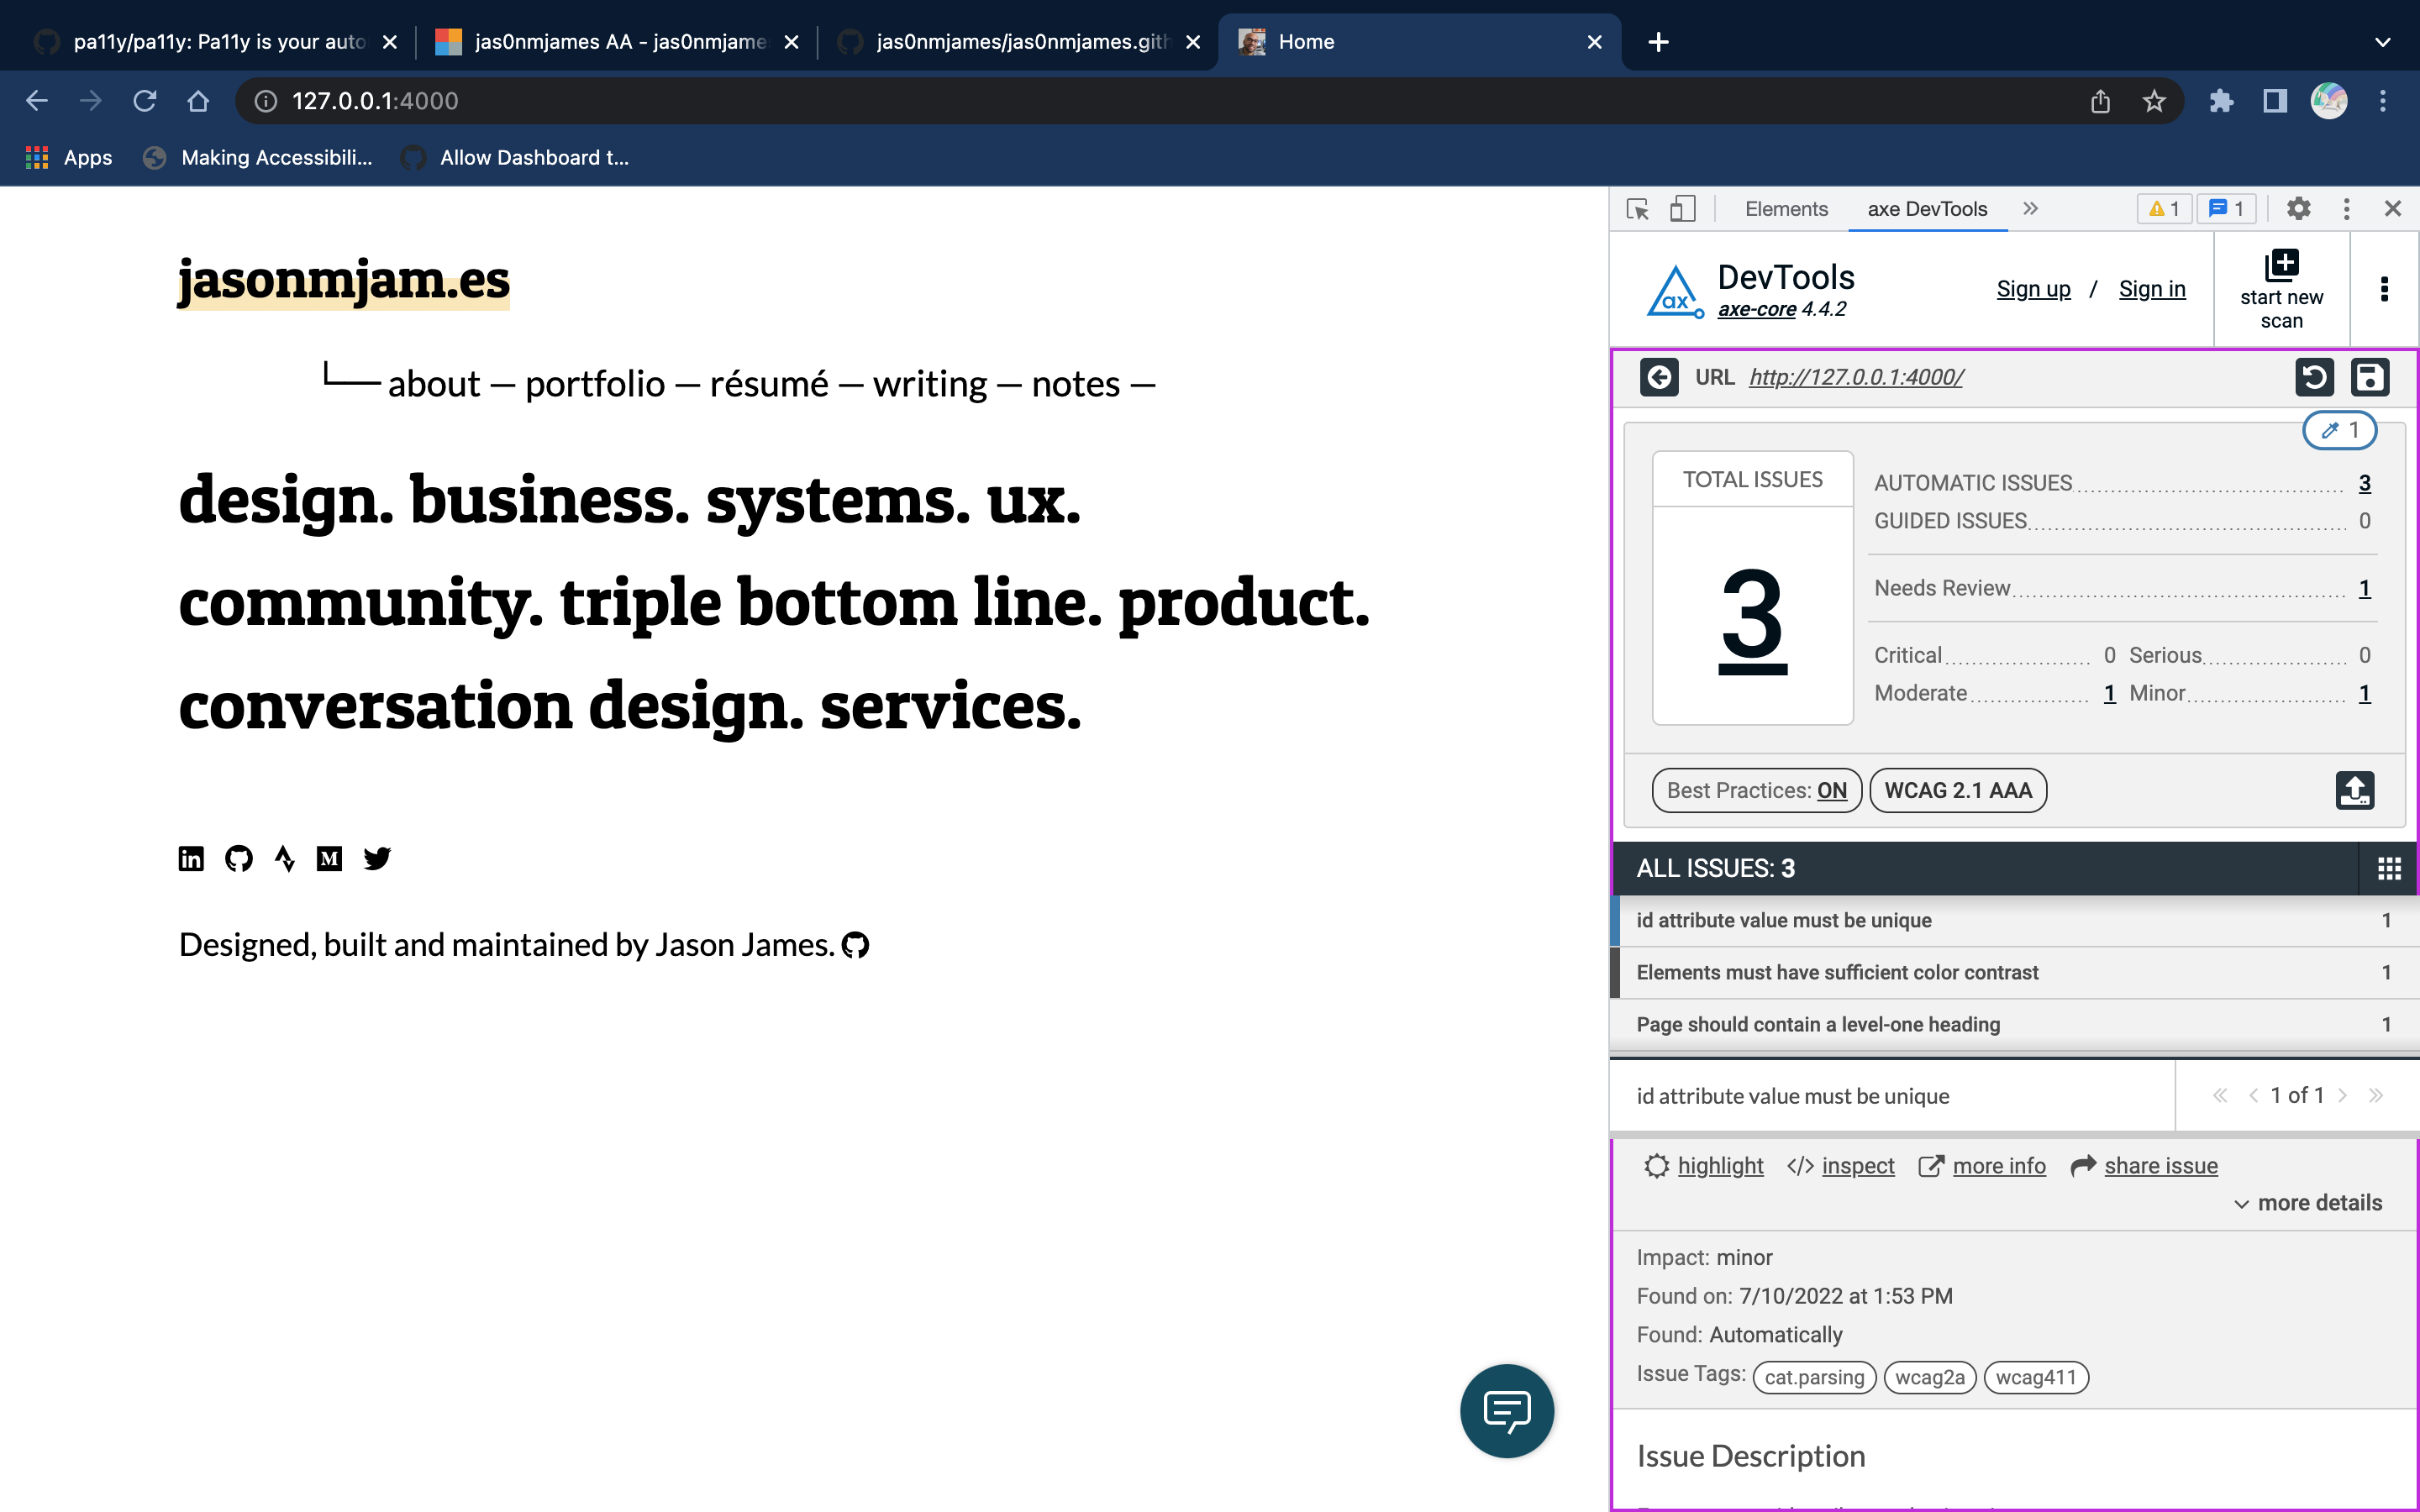 pa11y/pa11y: Pa11y is your auto
jas0nmjames AA - jas0nmjame
jas0nmjames/jas0nmjames.gith
Home
127.0.0.1:4000
Apps
Making Accessibili...
Allow Dashboard t...
jasonmjam.es
about — portfolio — résumé — writing — notes —
design. business. systems. ux.
community. triple bottom line. product.
conversation design. services.
M
Designed, built and maintained by Jason James.
Elements
axe DevTools
1
1
ax
DevTools
axe-core 4.4.2
Sign up / Sign in
start new
scan
URL http://127.0.0.1:4000/
1
TOTAL ISSUES
3
AUTOMATIC ISSUES 3
GUIDED ISSUES 0
Needs Review 1
Critical 0 Serious 0
Moderate 1 Minor 1
Best Practices: ON
WCAG 2.1 AAA
ALL ISSUES: 3
id attribute value must be unique 1
Elements must have sufficient color contrast 1
Page should contain a level-one heading 1
id attribute value must be unique
1 of 1
highlight </> inspect more info share issue
more details
Impact: minor
Found on: 7/10/2022 at 1:53 PM
Found: Automatically
Issue Tags: cat.parsing wcag2a wcag411
Issue Description